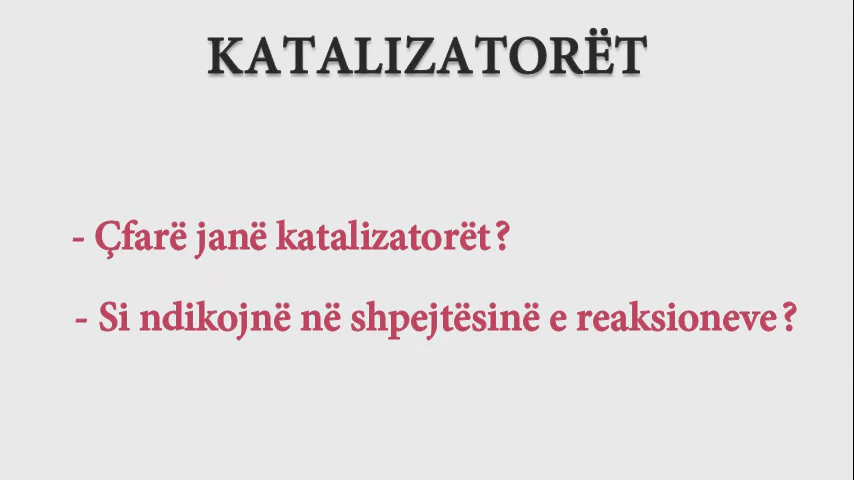 KATALIZATORËT
- Çfarë janë katalizatorët?
- Si ndikojnë në shpejtësinë e reaksioneve?